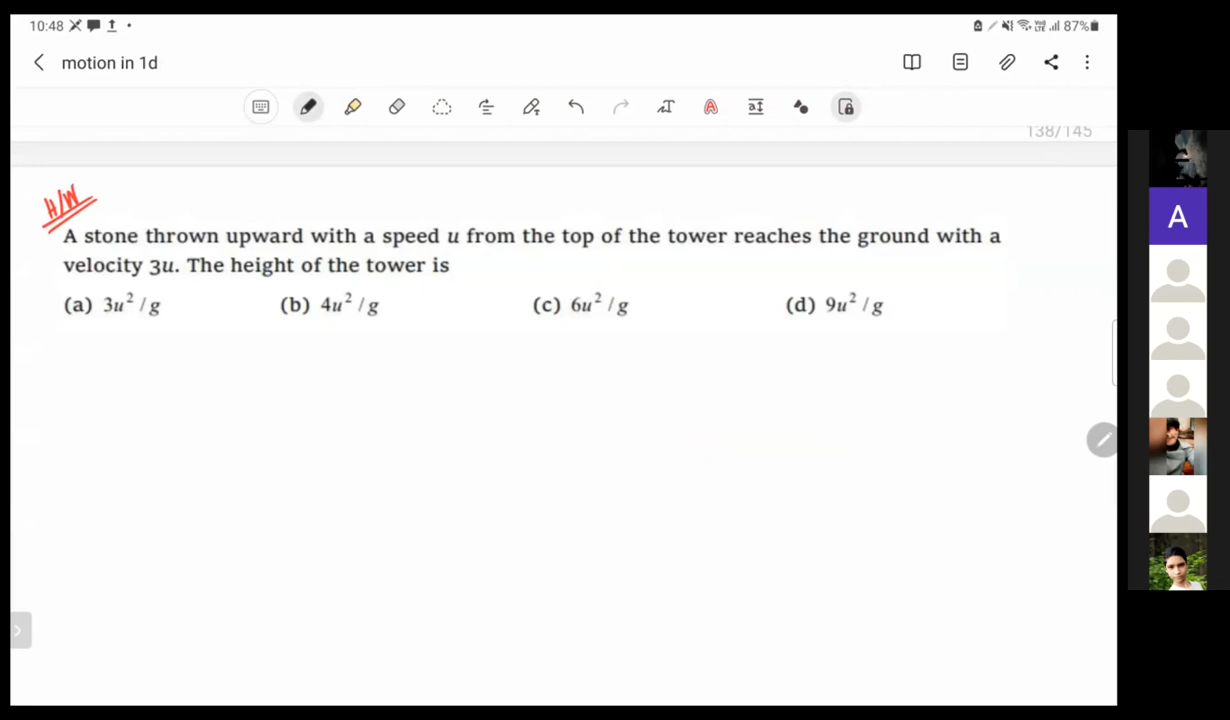 10:48 87%
motion in 1d
138/145
H/W
A stone thrown upward with a speed u from the top of the tower reaches the ground with a
velocity 3u. The height of the tower is
(a) 3u² / g (b) 4u² / g (c) 6u² / g (d) 9u² / g
A